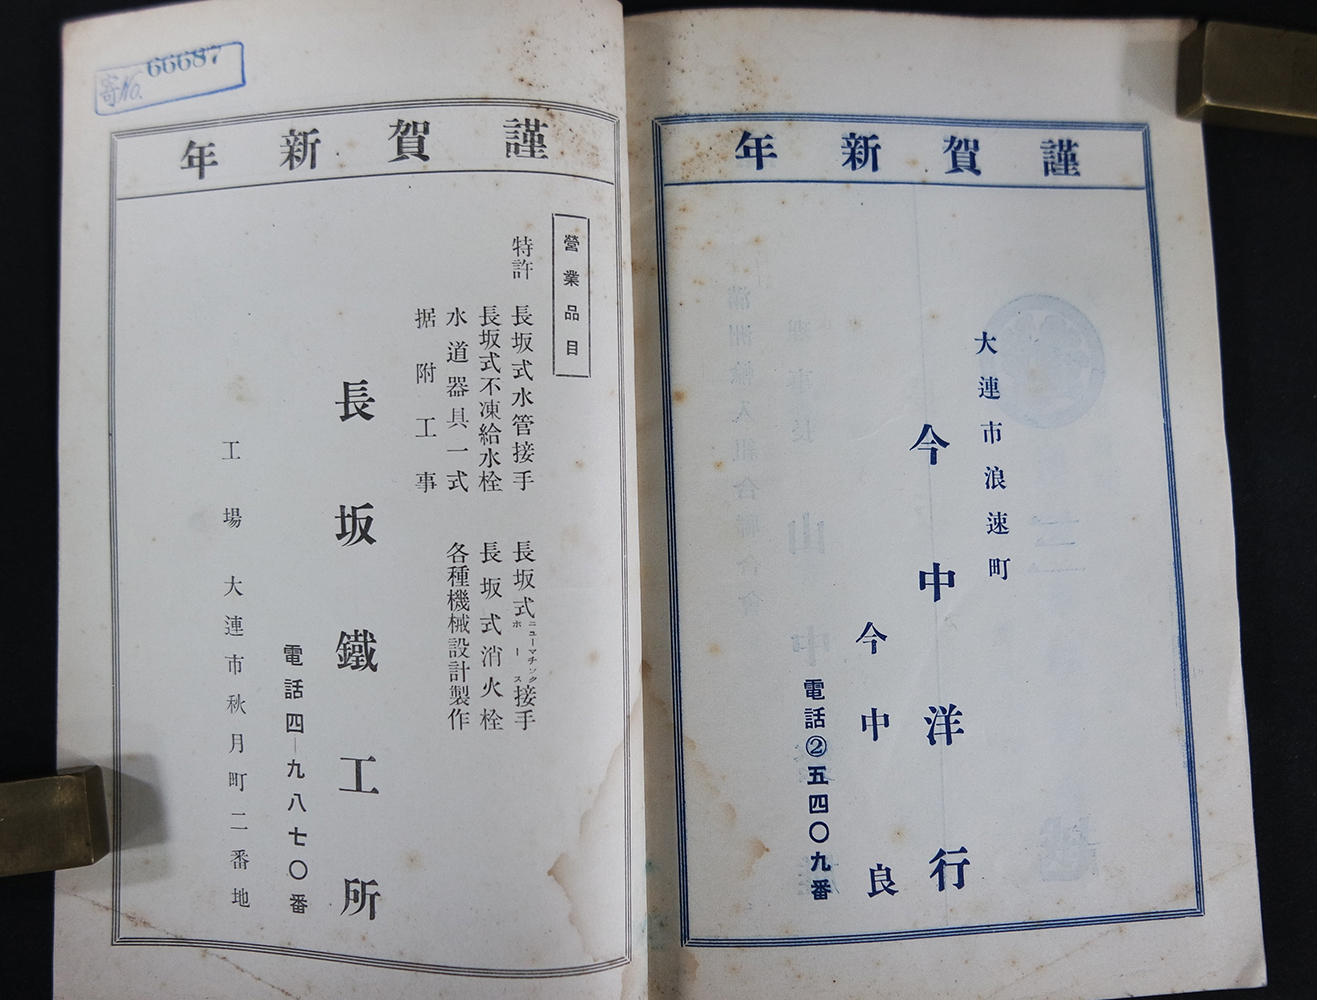 謹賀新年
大連市浪速町
今中洋行
今中良
電話②五四〇九番
寄No. 66687
謹賀新年
營業品目
特許 長坂式水管接手 長坂式ニューマチックホース接手
長坂式不凍給水栓 長坂式消火栓
水道器具一式 各種機械設計製作
据附工事
長坂鐵工所
電話四―九八七〇番
工場 大連市秋月町二番地